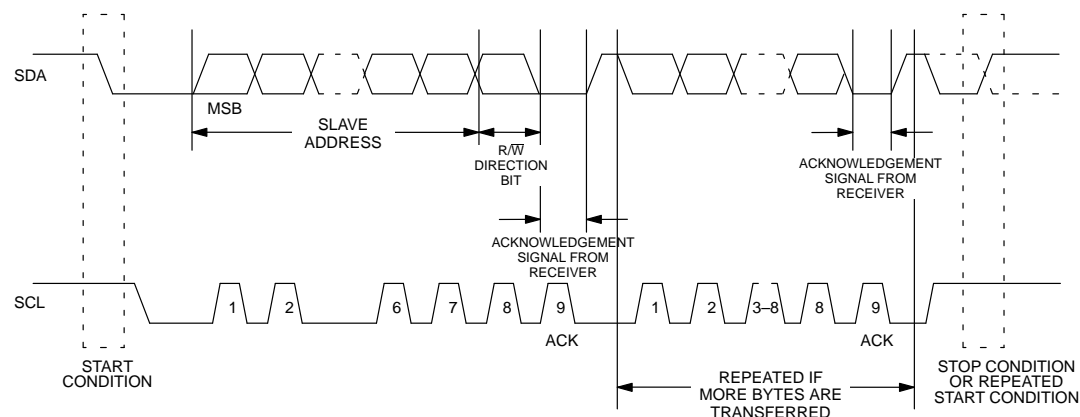 SDA
MSB
SLAVE
ADDRESS
R/W̅
DIRECTION
BIT
ACKNOWLEDGEMENT
SIGNAL FROM
RECEIVER
ACKNOWLEDGEMENT
SIGNAL FROM
RECEIVER
SCL
1 2 6 7 8 9 1 2 3–8 8 9
ACK ACK
START
CONDITION
REPEATED IF
MORE BYTES ARE
TRANSFERRED
STOP CONDITION
OR REPEATED
START CONDITION